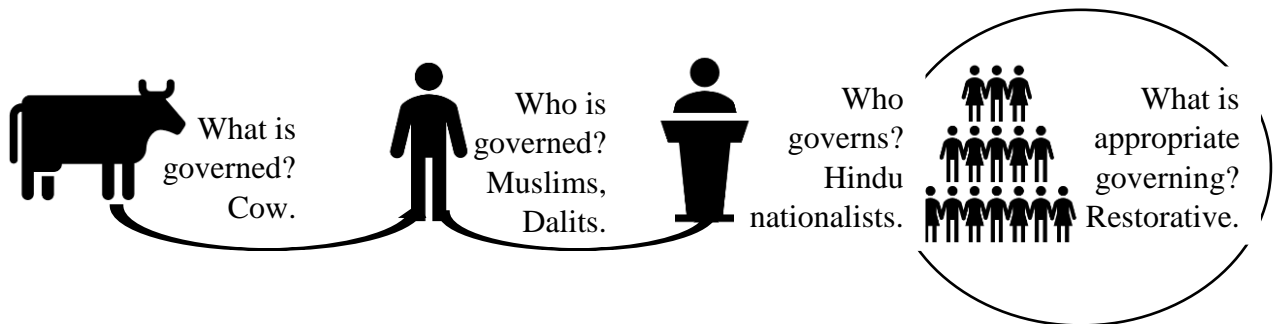 What is
governed?
Cow.
Who is
governed?
Muslims,
Dalits.
Who
governs?
Hindu
nationalists.
What is
appropriate
governing?
Restorative.